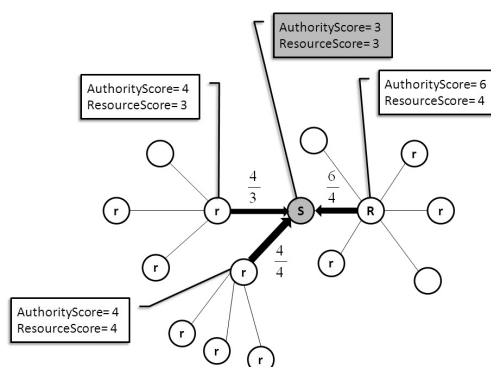 AuthorityScore= 3
ResourceScore= 3
AuthorityScore= 4
ResourceScore= 3
AuthorityScore= 6
ResourceScore= 4
r
4
3
6
4
r
r
S
R
r
4
4
r
r
r
AuthorityScore= 4
ResourceScore= 4
r
r
r